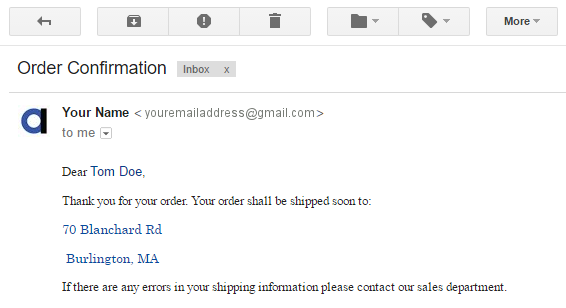 More
Order Confirmation Inbox x
Your Name < youremailaddress@gmail.com>
to me
Dear Tom Doe,
Thank you for your order. Your order shall be shipped soon to:
70 Blanchard Rd
Burlington, MA
If there are any errors in your shipping information please contact our sales department.